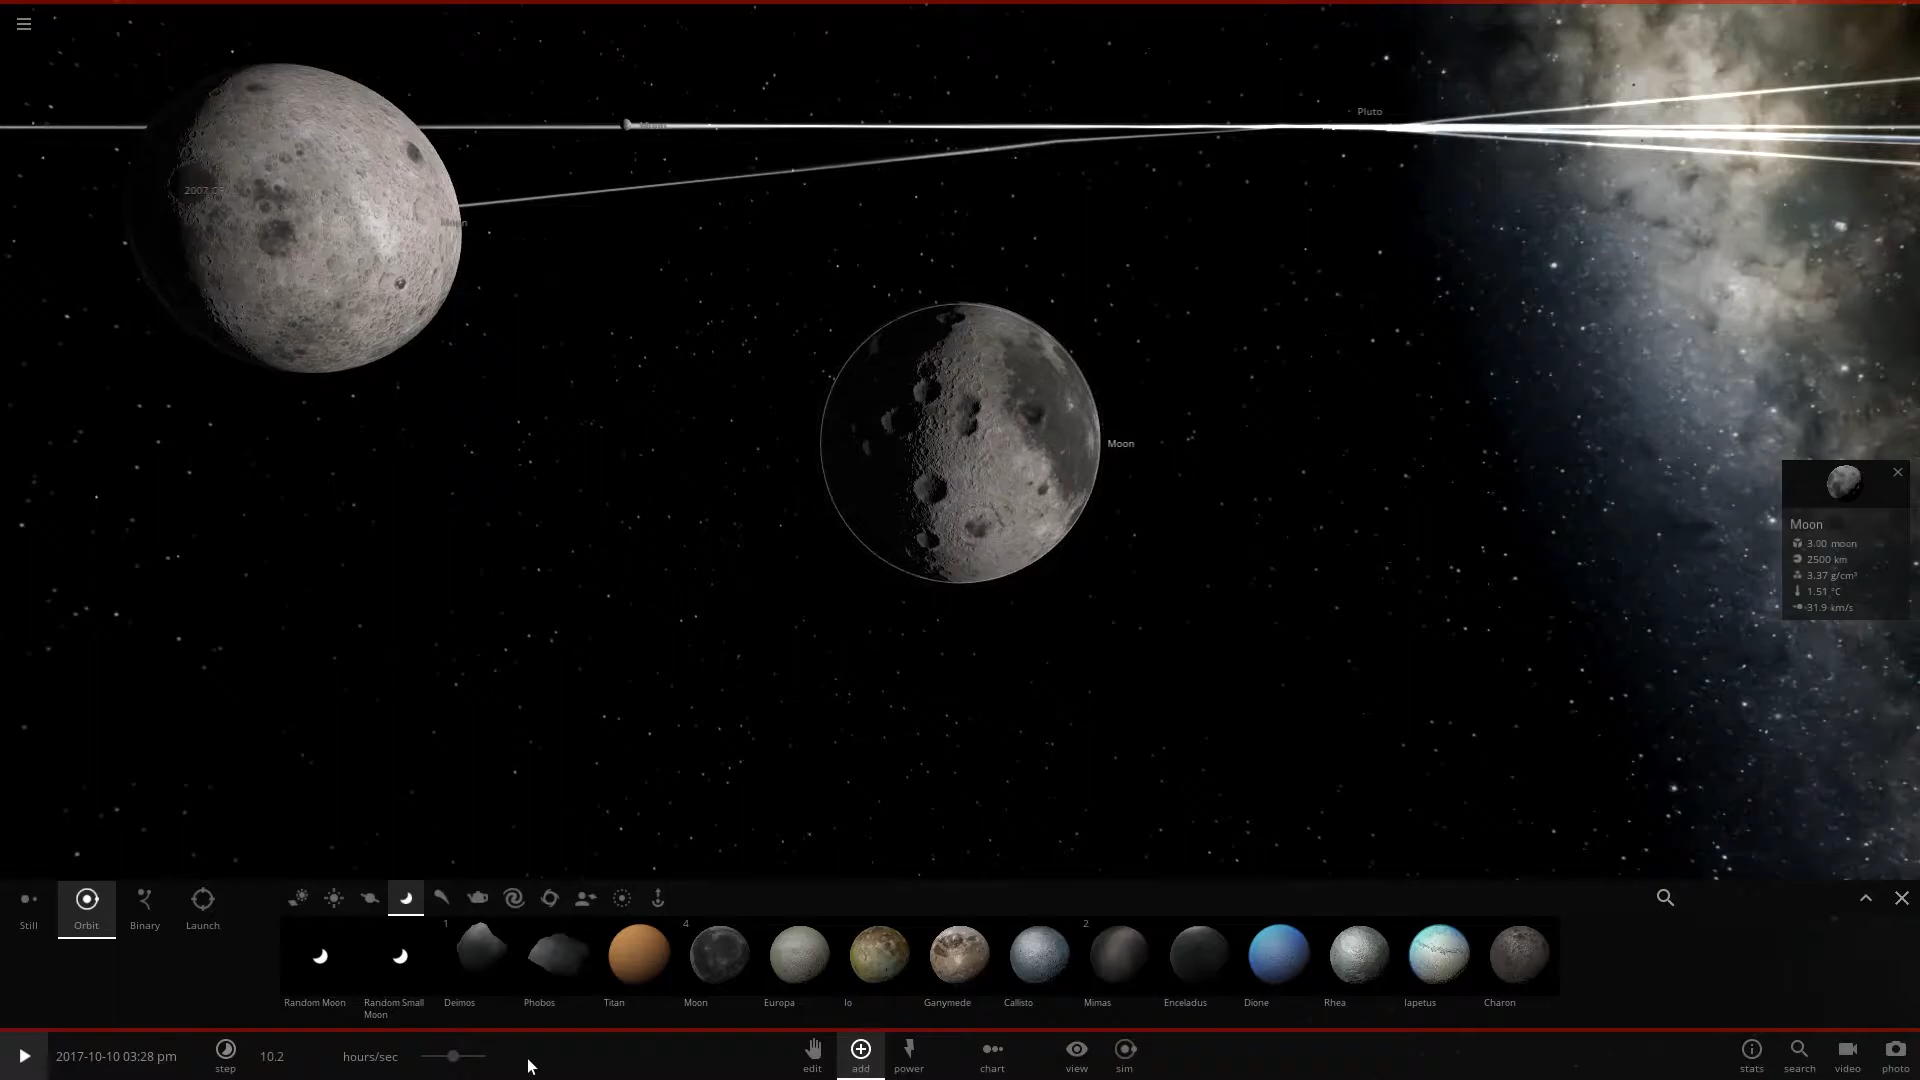 Pluto
2007
Moon
Moon
Moon
3.00 moon
2500 km
3.37 g/cm³
1.51 °C
31.9 km/s
Still
Orbit
Binary
Launch
1
4
2
Random Moon
Random Small
Moon
Deimos
Phobos
Titan
Moon
Europa
Io
Ganymede
Callisto
Mimas
Enceladus
Dione
Rhea
Iapetus
Charon
2017-10-10 03:28 pm
step
10.2
hours/sec
edit
add
power
chart
view
sim
stats
search
video
photo